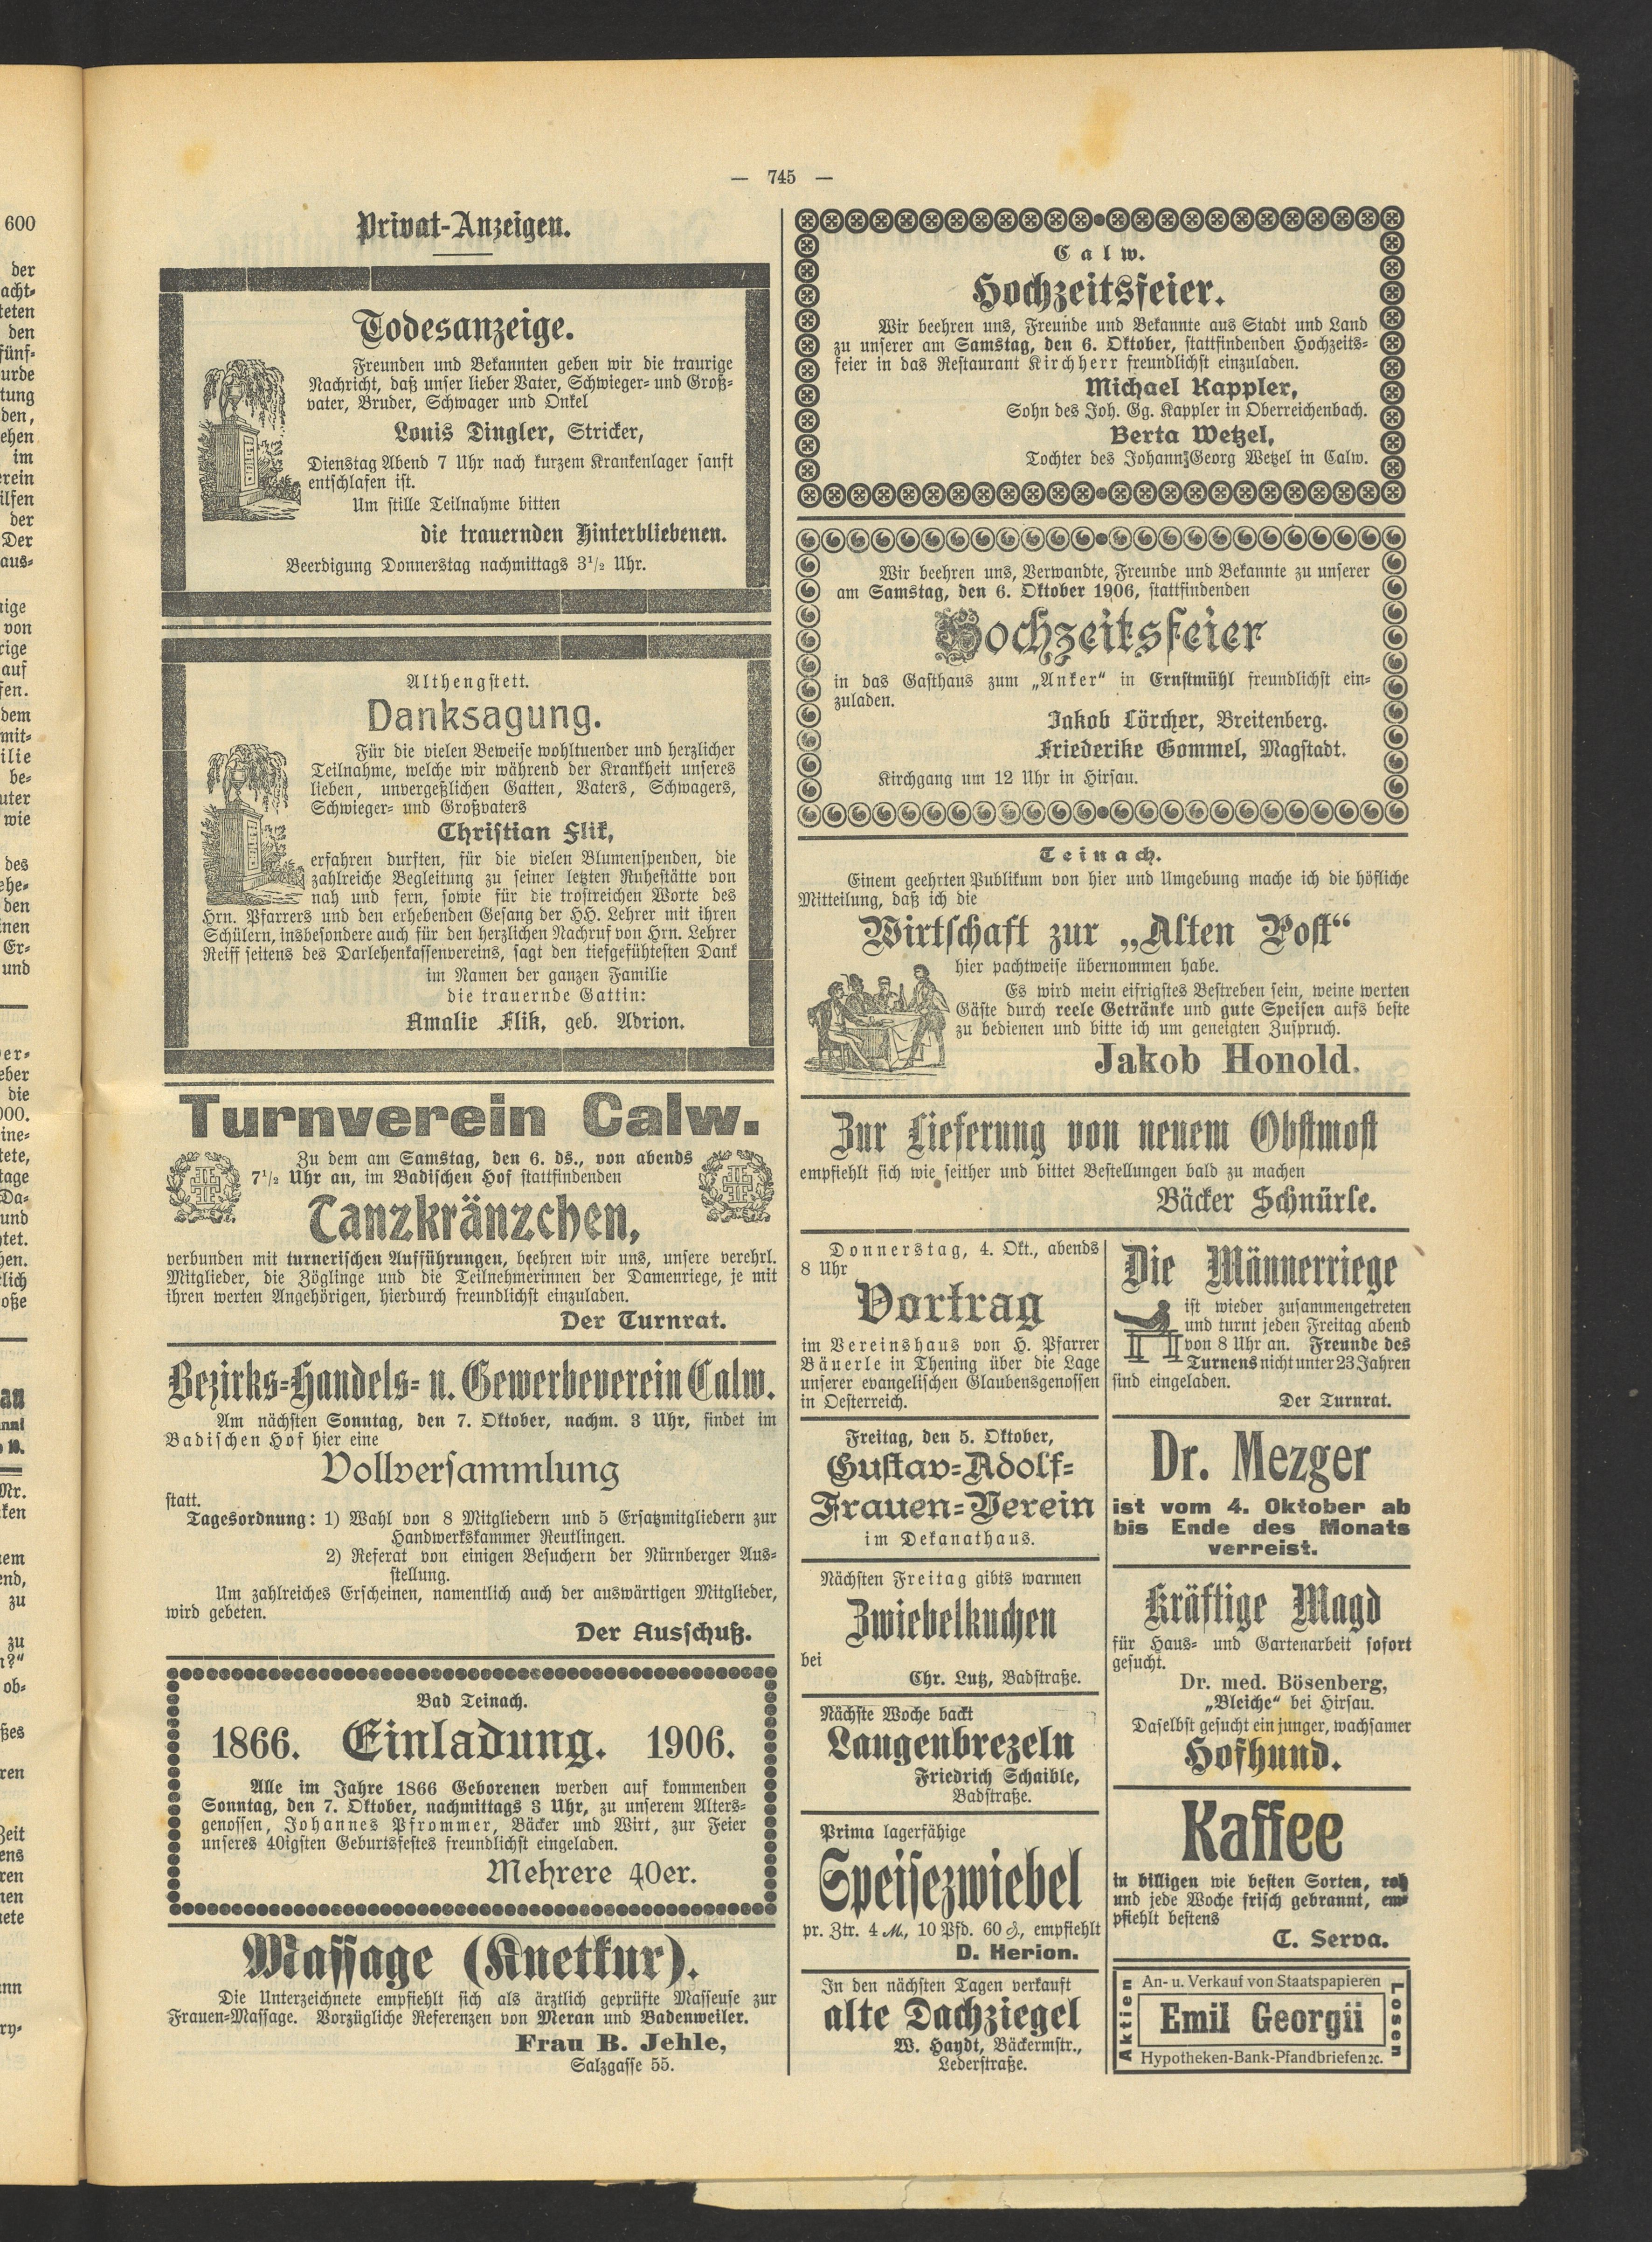 — 745 —
Privat-Anzeigen.
Todesanzeige.
Freunden und Bekannten geben wir die traurige
Nachricht, daß unser lieber Vater, Schwieger- und Groß-
vater, Bruder, Schwager und Onkel
Louis Dingler, Stricker,
Dienstag Abend 7 Uhr nach kurzem Krankenlager sanft
entschlafen ist.
Um stille Teilnahme bitten
die trauernden Hinterbliebenen.
Beerdigung Donnerstag nachmittags 3½ Uhr.
Althengstett.
Danksagung.
Für die vielen Beweise wohltuender und herzlicher
Teilnahme, welche wir während der Krankheit unseres
lieben, unvergeßlichen Gatten, Vaters, Schwagers,
Schwieger- und Großvaters
Christian Flik,
erfahren durften, für die vielen Blumenspenden, die
zahlreiche Begleitung zu seiner letzten Ruhestätte von
nah und fern, sowie für die trostreichen Worte des
Hrn. Pfarrers und den erhebenden Gesang der HH. Lehrer mit ihren
Schülern, insbesondere auch für den herzlichen Nachruf von Hrn. Lehrer
Reiff seitens des Darlehenkassenvereins, sagt den tiefgefühltesten Dank
im Namen der ganzen Familie
die trauernde Gattin:
Amalie Flik, geb. Adrion.
Turnverein Calw.
Zu dem am Samstag, den 6. ds., von abends
7½ Uhr an, im Badischen Hof stattfindenden
Tanzkränzchen,
verbunden mit turnerischen Aufführungen, beehren wir uns, unsere verehrl.
Mitglieder, die Zöglinge und die Teilnehmerinnen der Damenriege, je mit
ihren werten Angehörigen, hierdurch freundlichst einzuladen.
Der Turnrat.
Bezirks-Handels- u. Gewerbeverein Calw.
Am nächsten Sonntag, den 7. Oktober, nachm. 3 Uhr, findet im
Badischen Hof hier eine
Vollversammlung
statt.
Tagesordnung: 1) Wahl von 8 Mitgliedern und 5 Ersatzmitgliedern zur
Handwerkskammer Reutlingen.
2) Referat von einigen Besuchern der Nürnberger Aus-
stellung.
Um zahlreiches Erscheinen, namentlich auch der auswärtigen Mitglieder,
wird gebeten.
Der Ausschuß.
Bad Teinach.
1866. Einladung. 1906.
Alle im Jahre 1866 Geborenen werden auf kommenden
Sonntag, den 7. Oktober, nachmittags 3 Uhr, zu unserem Alters-
genossen, Johannes Pfrommer, Bäcker und Wirt, zur Feier
unseres 40igsten Geburtsfestes freundlichst eingeladen.
Mehrere 40er.
Massage (Knetkur).
Die Unterzeichnete empfiehlt sich als ärztlich geprüfte Masseuse zur
Frauen-Massage. Vorzügliche Referenzen von Meran und Badenweiler.
Frau B. Jehle,
Salzgasse 55.
Calw.
Hochzeitsfeier.
Wir beehren uns, Freunde und Bekannte aus Stadt und Land
zu unserer am Samstag, den 6. Oktober, stattfindenden Hochzeits-
feier in das Restaurant Kirchherr freundlichst einzuladen.
Michael Kappler,
Sohn des Joh. Gg. Kappler in Oberreichenbach.
Berta Wetzel,
Tochter des Johann Georg Wetzel in Calw.
Wir beehren uns, Verwandte, Freunde und Bekannte zu unserer
am Samstag, den 6. Oktober 1906, stattfindenden
Hochzeitsfeier
in das Gasthaus zum „Anker“ in Ernstmühl freundlichst ein-
zuladen.
Jakob Lörcher, Breitenberg.
Friederike Gommel, Magstadt.
Kirchgang um 12 Uhr in Hirsau.
Teinach.
Einem geehrten Publikum von hier und Umgebung mache ich die höfliche
Mitteilung, daß ich die
Wirtschaft zur „Alten Post“
hier pachtweise übernommen habe.
Es wird mein eifrigstes Bestreben sein, weine werten
Gäste durch reele Getränke und gute Speisen aufs beste
zu bedienen und bitte ich um geneigten Zuspruch.
Jakob Honold.
Zur Lieferung von neuem Obstmost
empfiehlt sich wie seither und bittet Bestellungen bald zu machen
Bäcker Schnürle.
Donnerstag, 4. Okt., abends
8 Uhr
Vortrag
im Vereinshaus von H. Pfarrer
Bäuerle in Thening über die Lage
unserer evangelischen Glaubensgenossen
in Oesterreich.
Freitag, den 5. Oktober,
Gustav-Adolf-
Frauen-Verein
im Dekanathaus.
Nächsten Freitag gibts warmen
Zwiebelkuchen
bei
Chr. Lutz, Badstraße.
Nächste Woche backt
Laugenbrezeln
Friedrich Schaible,
Badstraße.
Prima lagerfähige
Speisezwiebel
pr. Ztr. 4 M., 10 Pfd. 60 ₰, empfiehlt
D. Herion.
In den nächsten Tagen verkauft
alte Dachziegel
W. Haydt, Bäckermstr.,
Lederstraße.
Die Männerriege
ist wieder zusammengetreten
und turnt jeden Freitag abend
von 8 Uhr an. Freunde des
Turnens nicht unter 23 Jahren
sind eingeladen.
Der Turnrat.
Dr. Mezger
ist vom 4. Oktober ab
bis Ende des Monats
verreist.
Kräftige Magd
für Haus- und Gartenarbeit sofort
gesucht.
Dr. med. Bösenberg,
„Bleiche“ bei Hirsau.
Daselbst gesucht ein junger, wachsamer
Hofhund.
Kaffee
in billigen wie besten Sorten, roh
und jede Woche frisch gebrannt, em-
pfiehlt bestens
C. Serva.
An- u. Verkauf von Staatspapieren
Aktien
Emil Georgii
Losen
Hypotheken-Bank-Pfandbriefen ꝛc.